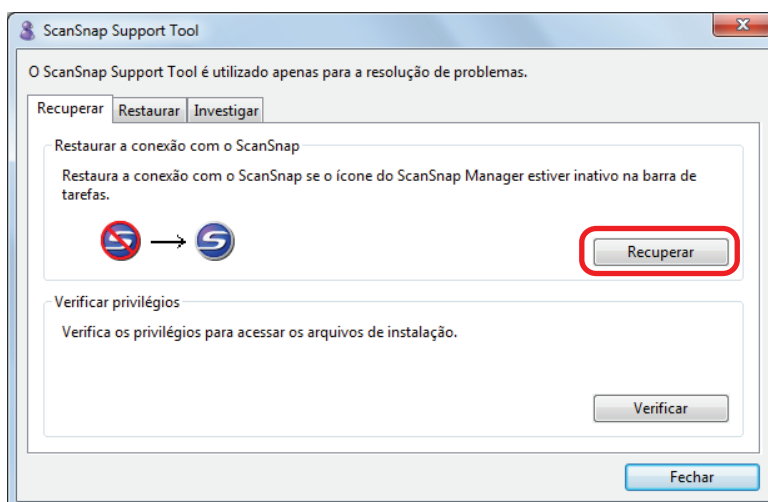 ScanSnap Support Tool
O ScanSnap Support Tool é utilizado apenas para a resolução de problemas.
Recuperar Restaurar Investigar
Restaurar a conexão com o ScanSnap
Restaura a conexão com o ScanSnap se o ícone do ScanSnap Manager estiver inativo na barra de
tarefas.
Recuperar
Verificar privilégios
Verifica os privilégios para acessar os arquivos de instalação.
Verificar
Fechar